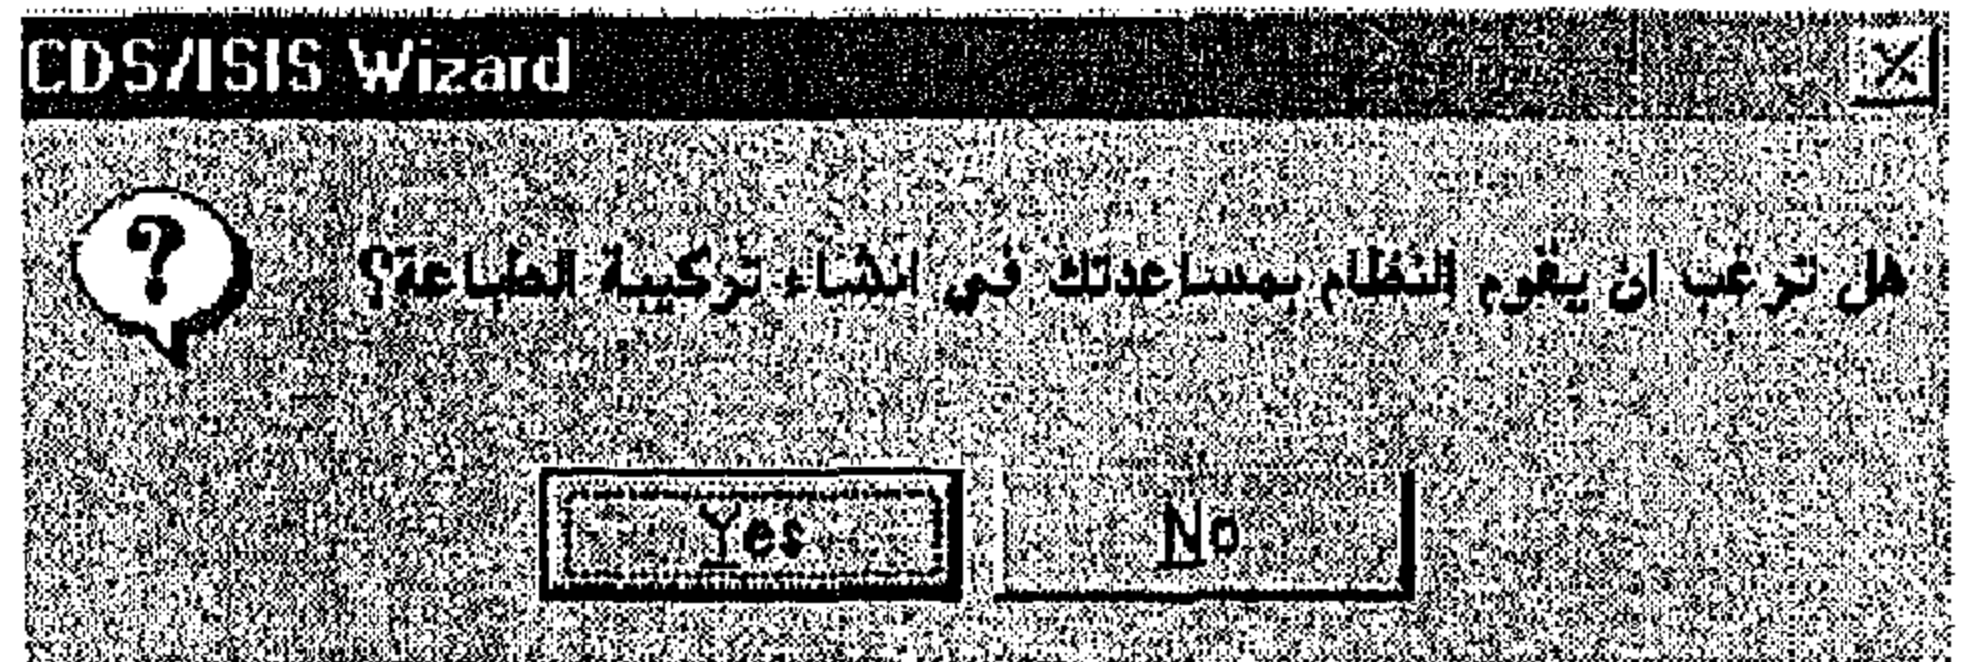 CDS/ISIS Wizard
هل ترغب ان يقوم النظام بمساعدتك في انشاء تركيبة الطباعة؟
Yes No